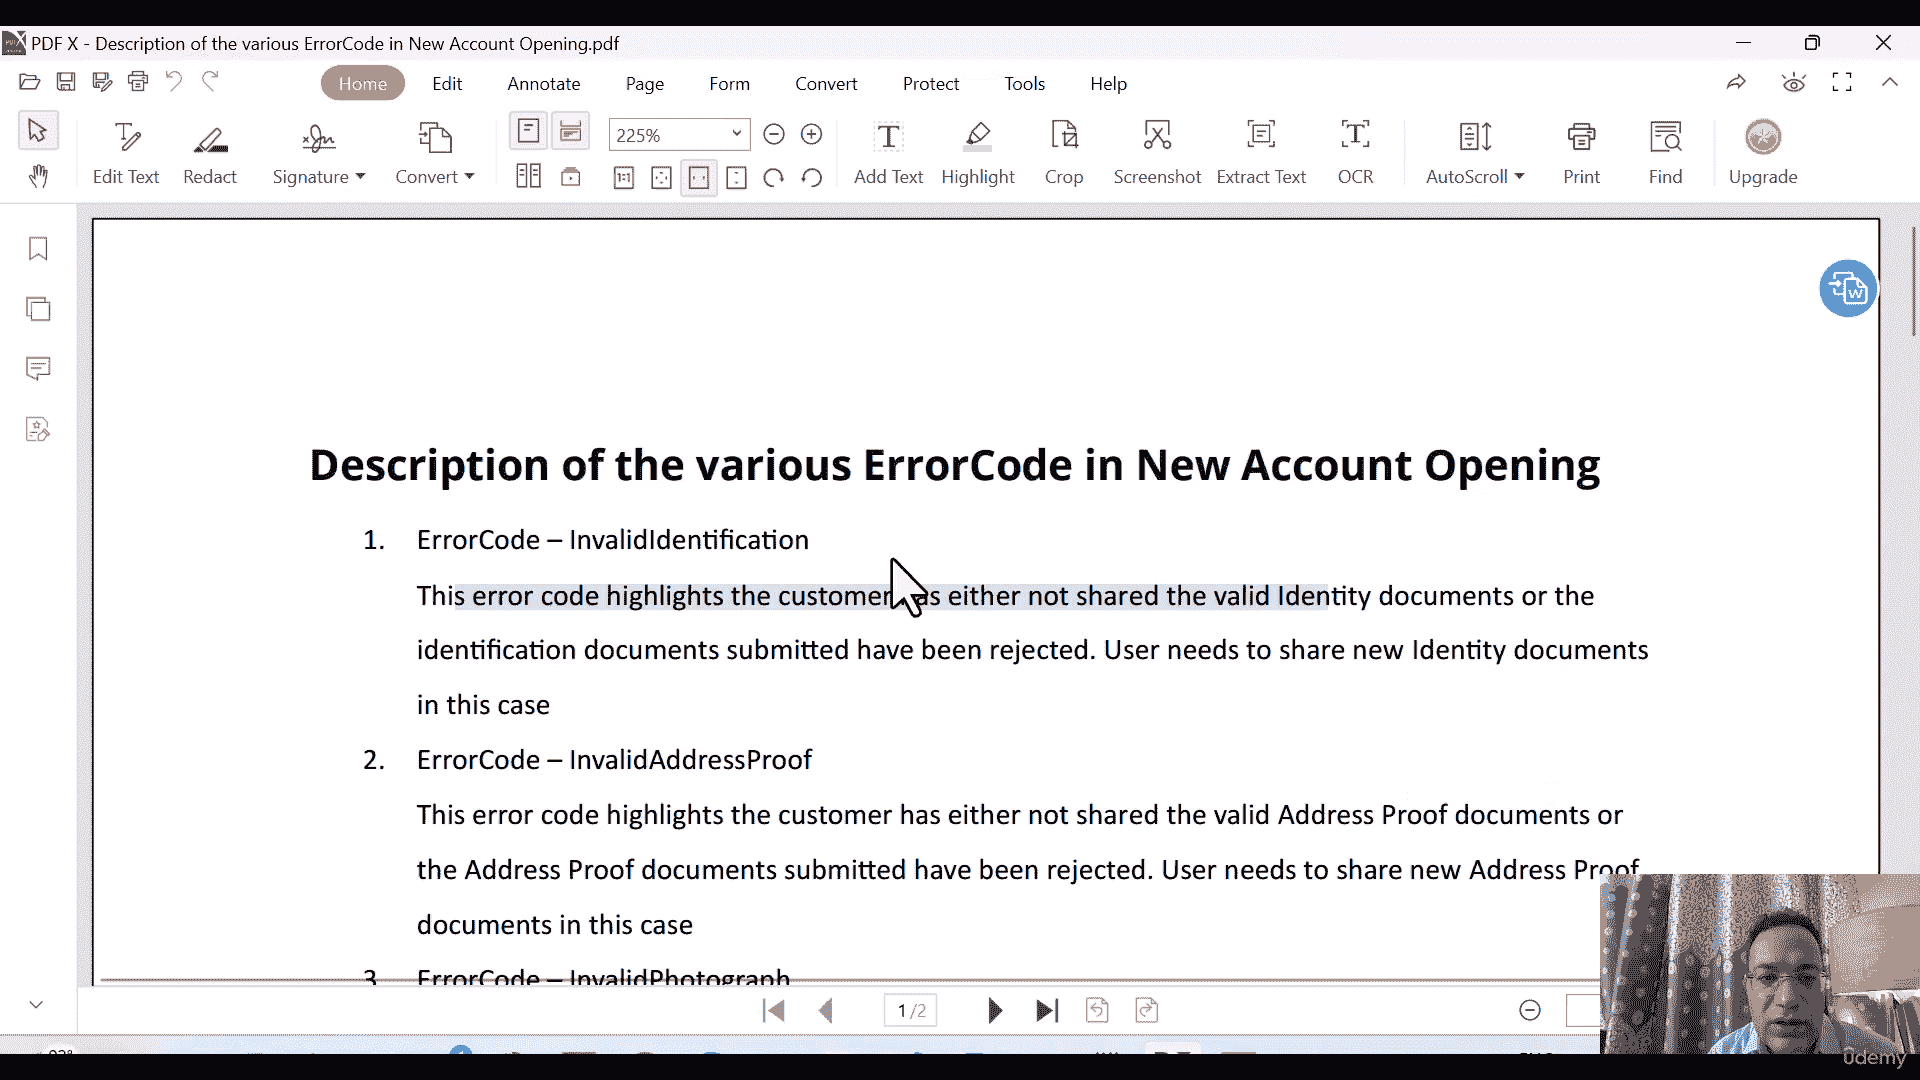 PDF X - Description of the various ErrorCode in New Account Opening.pdf
Home Edit Annotate Page Form Convert Protect Tools Help
225%
Edit Text Redact Signature Convert Add Text Highlight Crop Screenshot Extract Text OCR AutoScroll Print Find Upgrade
Description of the various ErrorCode in New Account Opening
1. ErrorCode – InvalidIdentification
This error code highlights the customer has either not shared the valid Identity documents or the
identification documents submitted have been rejected. User needs to share new Identity documents
in this case
2. ErrorCode – InvalidAddressProof
This error code highlights the customer has either not shared the valid Address Proof documents or
the Address Proof documents submitted have been rejected. User needs to share new Address Proof
documents in this case
3. ErrorCode – InvalidPhotograph
1 /2
ûdemy